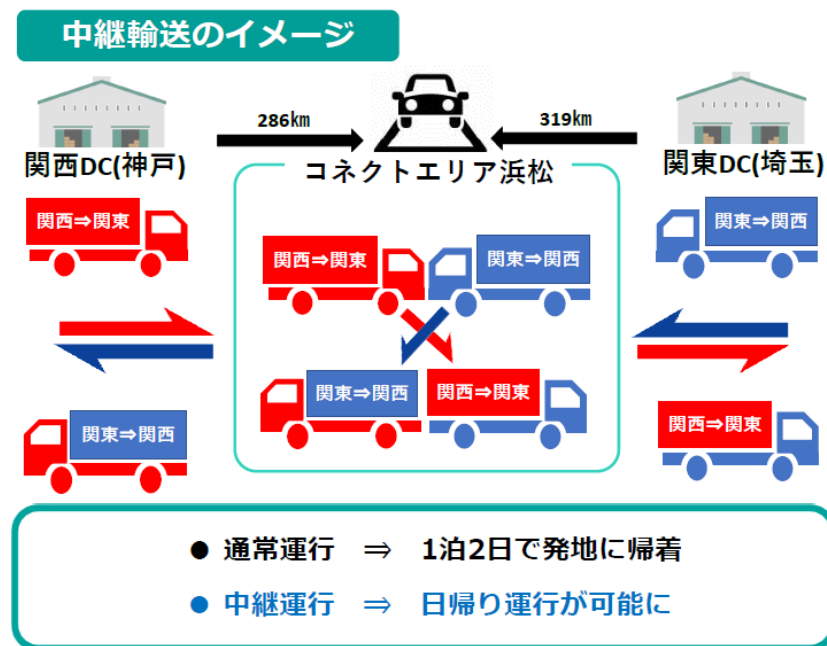 中継輸送のイメージ
286㎞
319㎞
関西DC(神戸)
コネクトエリア浜松
関東DC(埼玉)
関西⇒関東
関東⇒関西
関西⇒関東
関東⇒関西
関東⇒関西
関西⇒関東
関東⇒関西
関西⇒関東
● 通常運行 ⇒ 1泊2日で発地に帰着
● 中継運行 ⇒ 日帰り運行が可能に